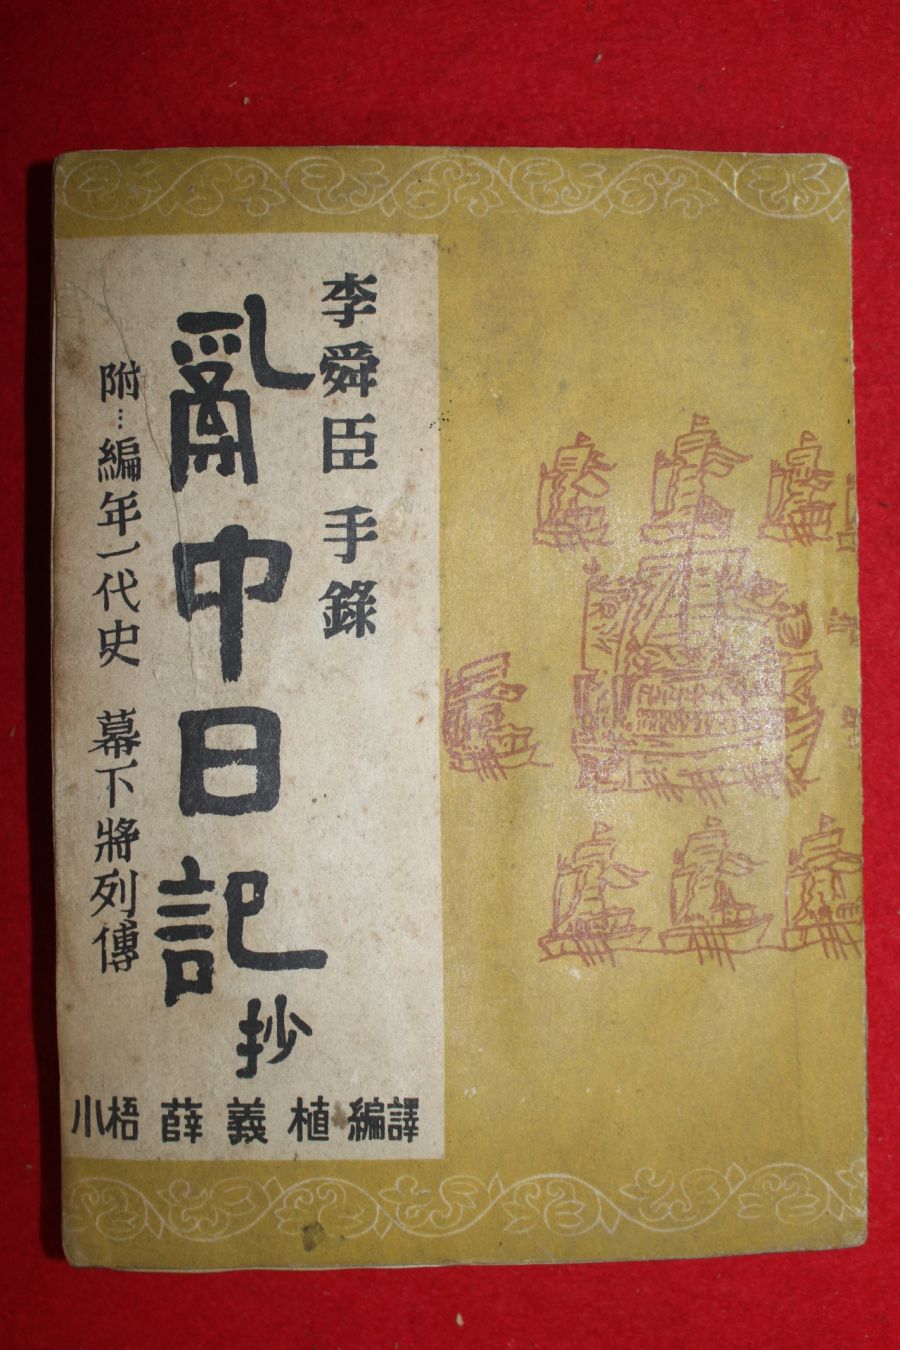 李舜臣 手錄
亂中日記抄
附…編年一代史 幕下將列傳
小梧 薛義植 編譯